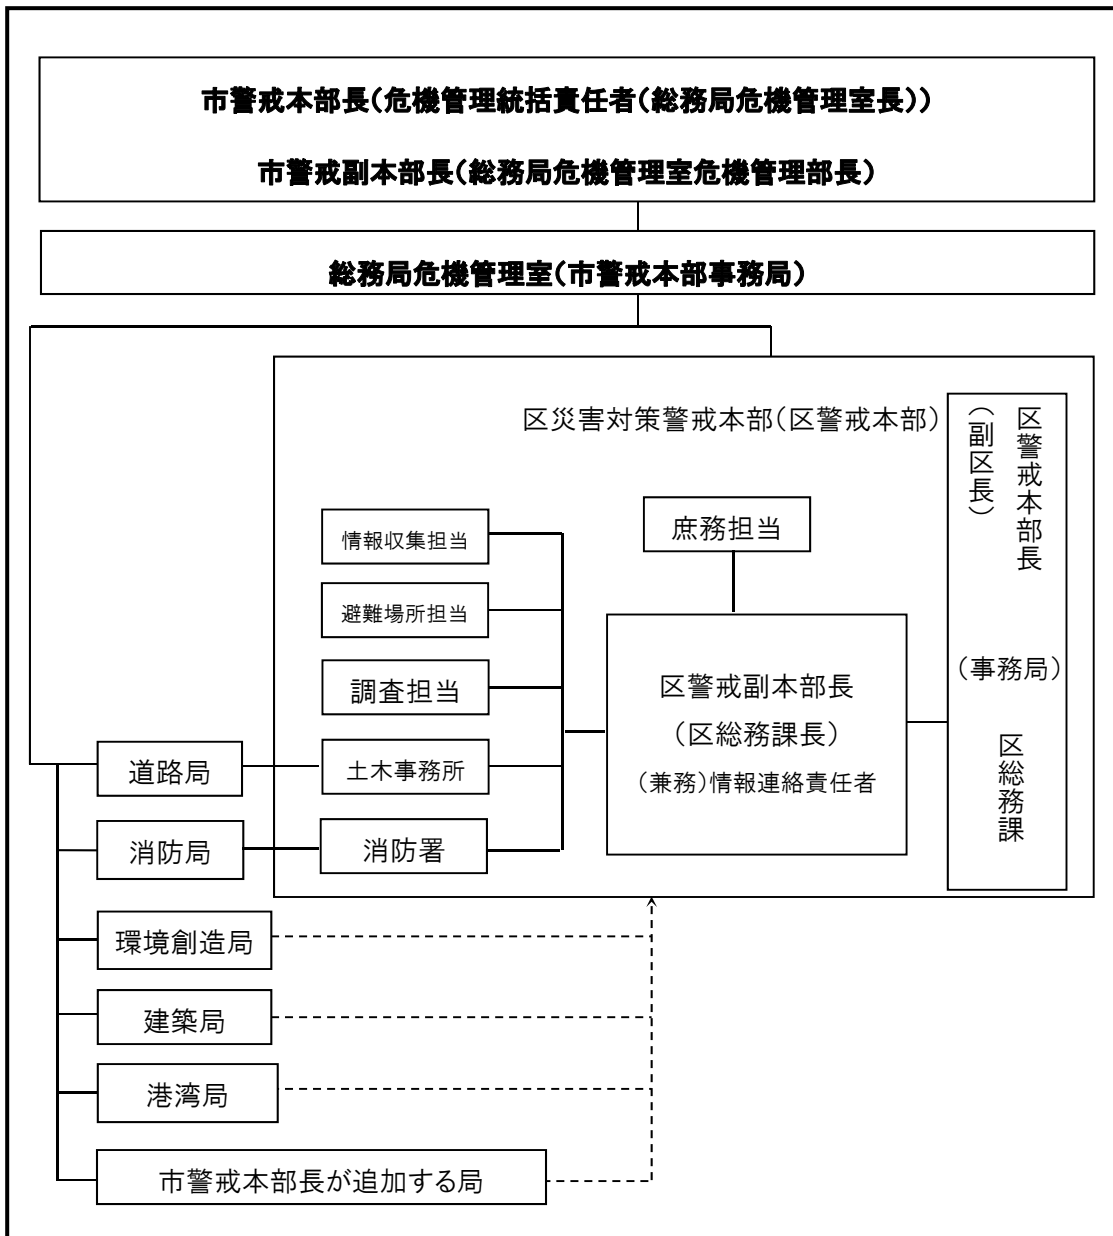 市警戒本部長(危機管理統括責任者(総務局危機管理室長))
市警戒副本部長(総務局危機管理室危機管理部長)
総務局危機管理室(市警戒本部事務局)
区災害対策警戒本部(区警戒本部)
区警戒本部長
(副区長)
(事務局)
区総務課
庶務担当
区警戒副本部長
(区総務課長)
(兼務)情報連絡責任者
情報収集担当
避難場所担当
調査担当
土木事務所
消防署
道路局
消防局
環境創造局
建築局
港湾局
市警戒本部長が追加する局